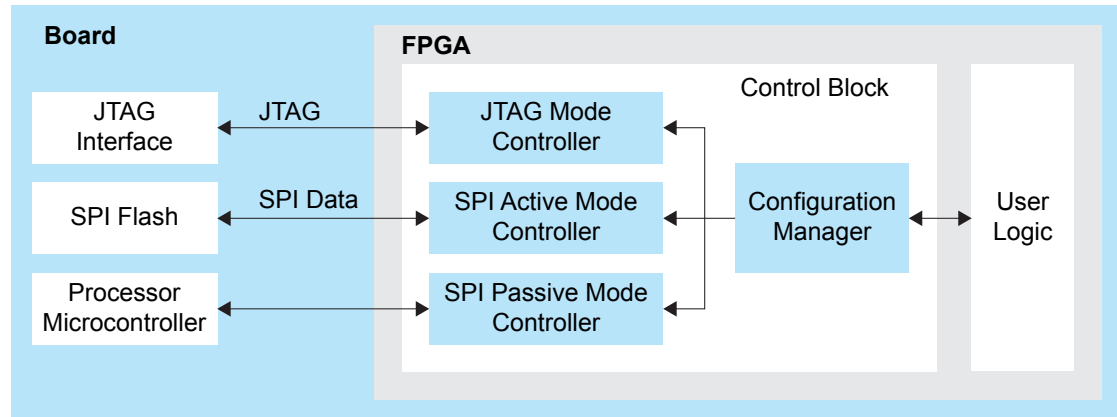 Board
FPGA
Control Block
JTAG
Interface
JTAG
JTAG Mode
Controller
SPI Flash
SPI Data
SPI Active Mode
Controller
Configuration
Manager
User
Logic
Processor
Microcontroller
SPI Passive Mode
Controller